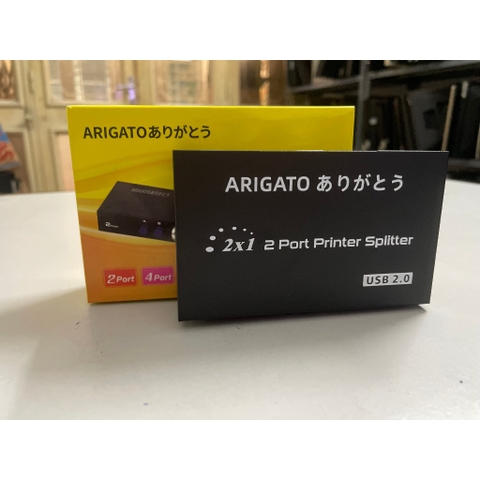 ARIGATOありがとう
2Port
4Port
ARIGATO ありがとう
2x1 2 Port Printer Splitter
USB 2.0